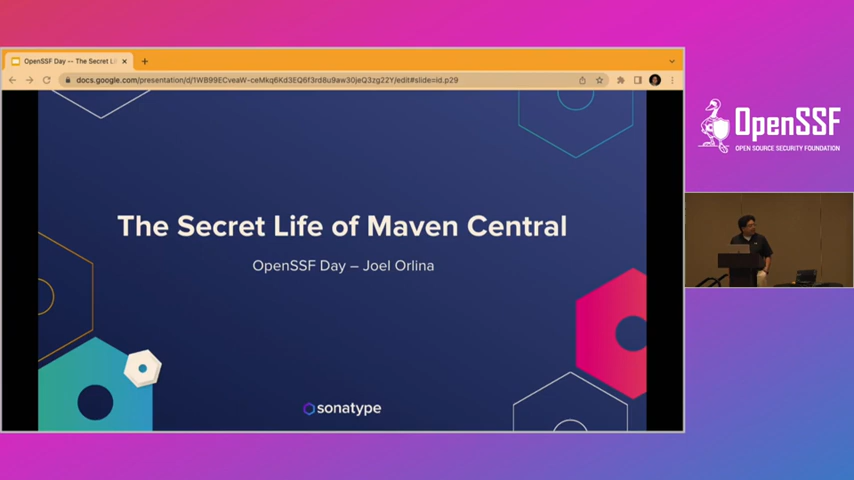 OpenSSF Day -- The Secret Li
docs.google.com/presentation/d/1WB99ECveaW-ceMkq6Kd3EQ6f3rd8u9aw30jeQ3zg22Y/edit#slide=id.p29
The Secret Life of Maven Central
OpenSSF Day – Joel Orlina
sonatype
OpenSSF
OPEN SOURCE SECURITY FOUNDATION